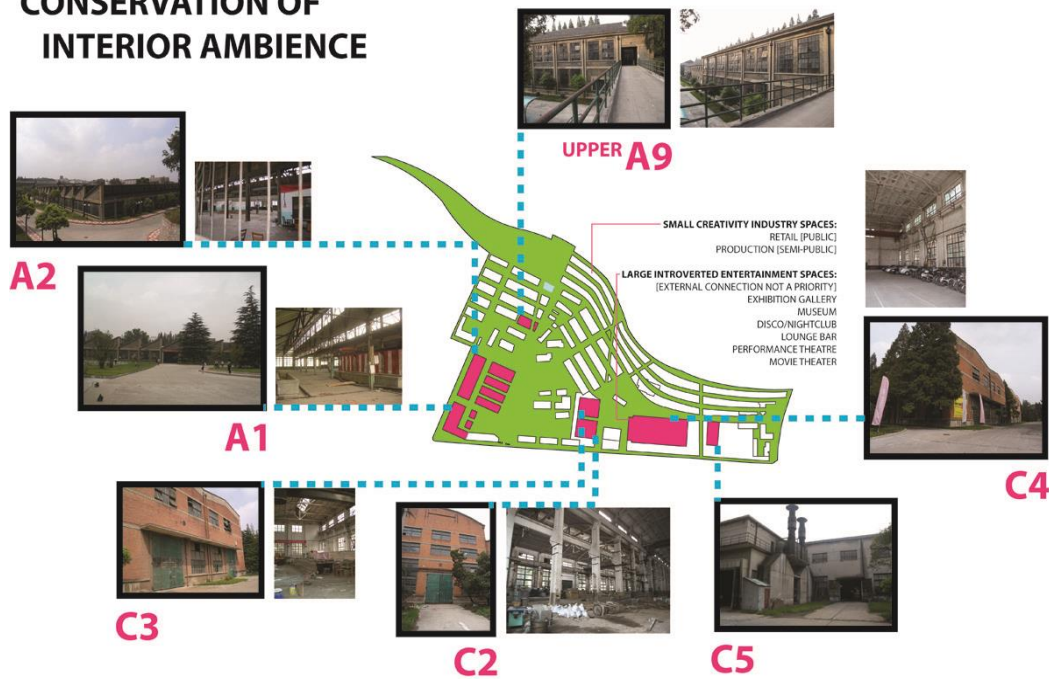 CONSERVATION OF
INTERIOR AMBIENCE
UPPER A9
A2
SMALL CREATIVITY INDUSTRY SPACES:
RETAIL [PUBLIC]
PRODUCTION [SEMI-PUBLIC]
LARGE INTROVERTED ENTERTAINMENT SPACES:
[EXTERNAL CONNECTION NOT A PRIORITY]
EXHIBITION GALLERY
MUSEUM
DISCO/NIGHTCLUB
LOUNGE BAR
PERFORMANCE THEATRE
MOVIE THEATER
A1
C4
C3
C2
C5